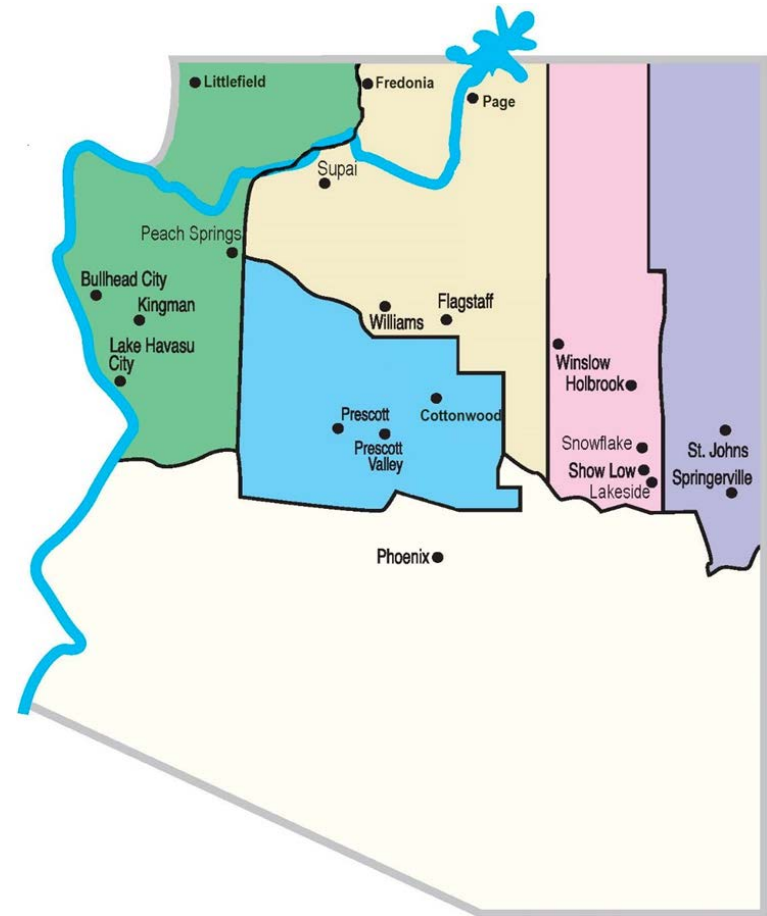 Littlefield
Fredonia
Page
Supai
Peach Springs
Bullhead City
Kingman
Lake Havasu
City
Williams
Flagstaff
Winslow
Holbrook
Prescott
Prescott
Valley
Cottonwood
Snowflake
Show Low
Lakeside
St. Johns
Springerville
Phoenix